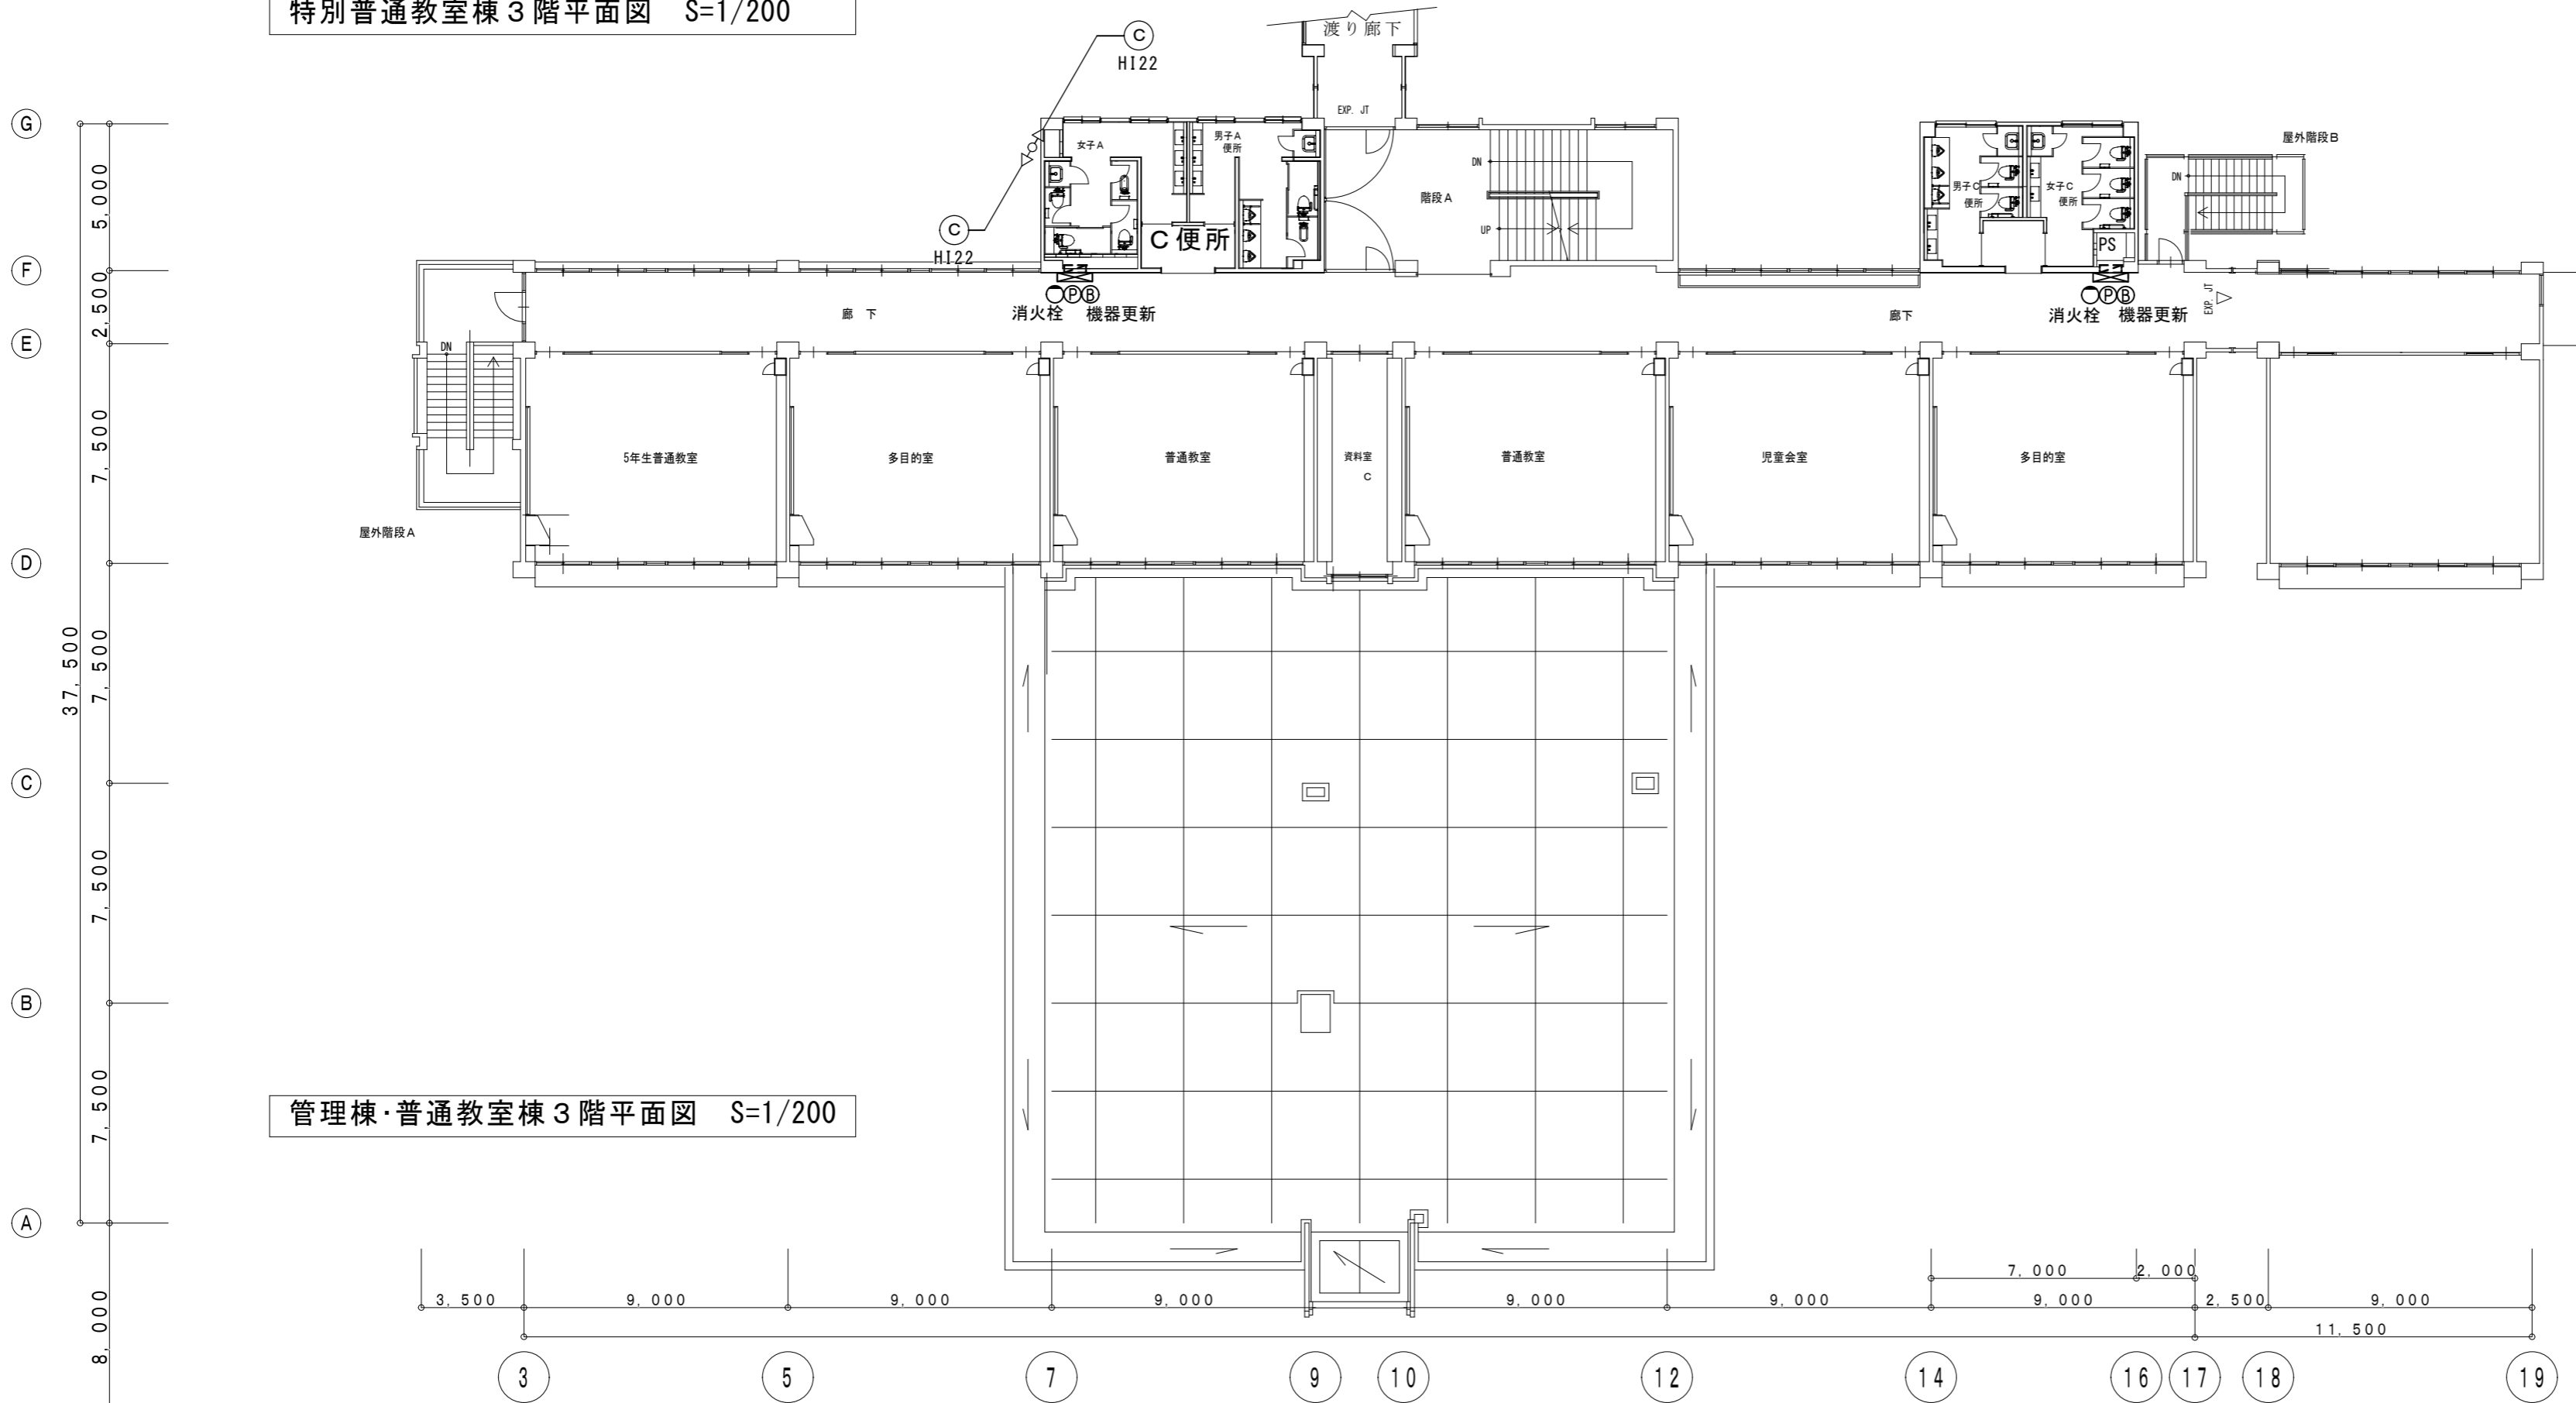 特別普通教室棟３階平面図　S=1/200
渡り廊下
C
HI22
EXP. JT
G
女子A
男子A
便所
屋外階段B
DN
DN
5,000
階段A
男子C
便所
女子C
便所
C
HI22
C便所
UP
PS
F
2,500
P B
消火栓　機器更新
廊 下
P B
消火栓　機器更新
廊下
EXP. JT
E
DN
7,500
5年生普通教室
多目的室
普通教室
資料室
C
普通教室
児童会室
多目的室
屋外階段A
D
37,500
7,500
C
7,500
B
7,500
管理棟･普通教室棟３階平面図　S=1/200
A
8,000
7,000
2,000
3,500
9,000
9,000
9,000
9,000
9,000
9,000
2,500
9,000
11,500
3
5
7
9
10
12
14
16
17
18
19